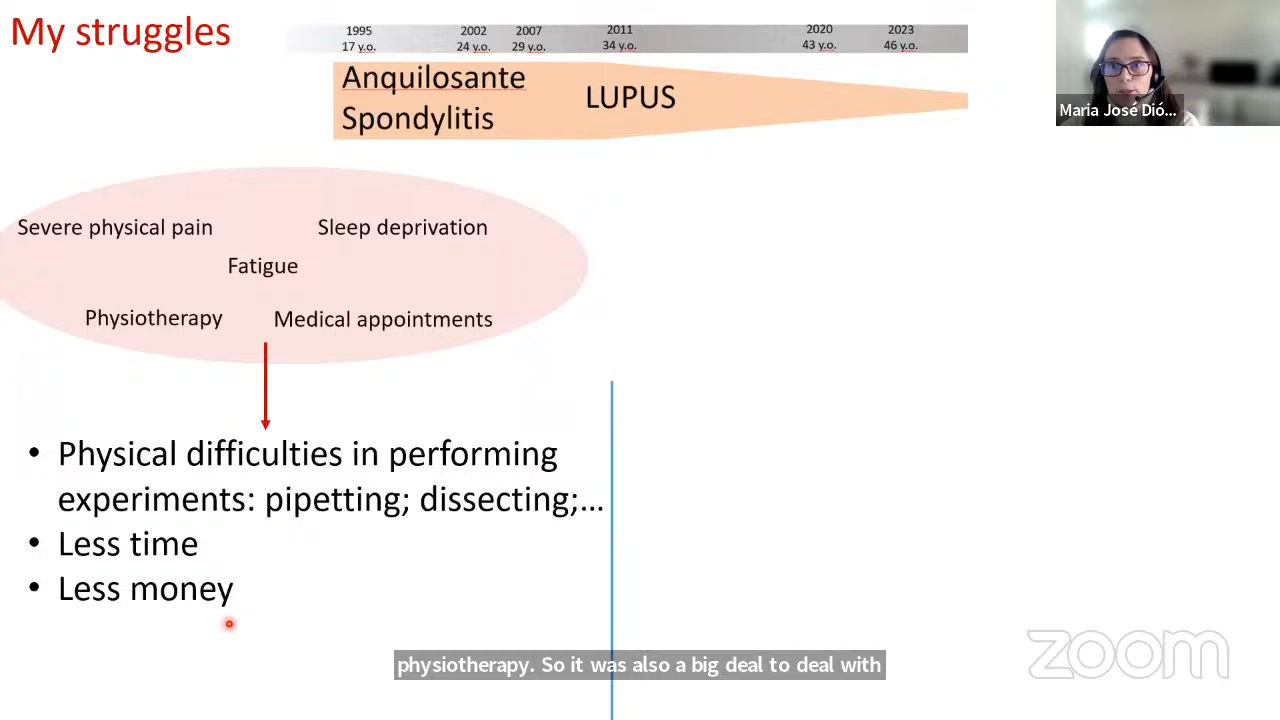 My struggles
1995 2002 2007 2011 2020 2023
17 y.o. 24 y.o. 29 y.o. 34 y.o. 43 y.o. 46 y.o.
Anquilosante
Spondylitis
LUPUS
Maria José Dió...
Severe physical pain Sleep deprivation
Fatigue
Physiotherapy Medical appointments
• Physical difficulties in performing
experiments: pipetting; dissecting;...
• Less time
• Less money
physiotherapy. So it was also a big deal to deal with
zoom